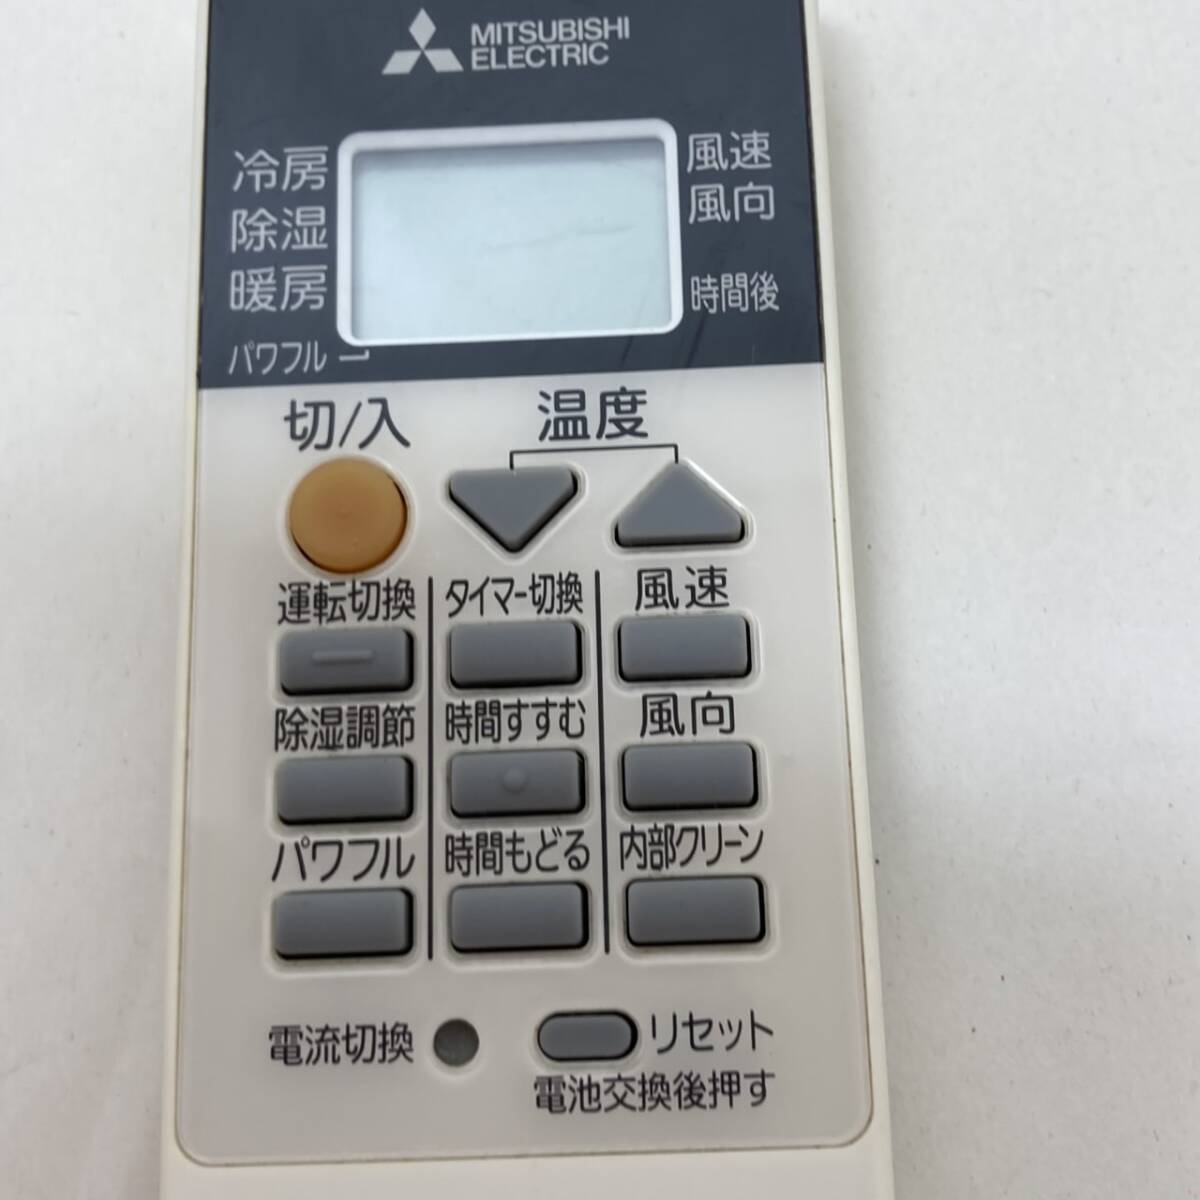 MITSUBISHI
ELECTRIC
冷房
除湿
暖房
パワフル
風速
風向
時間後
切/入
温度
運転切換
タイマー切換
風速
除湿調節
時間すすむ
風向
パワフル
時間もどる
内部クリーン
電流切換
リセット
電池交換後押す